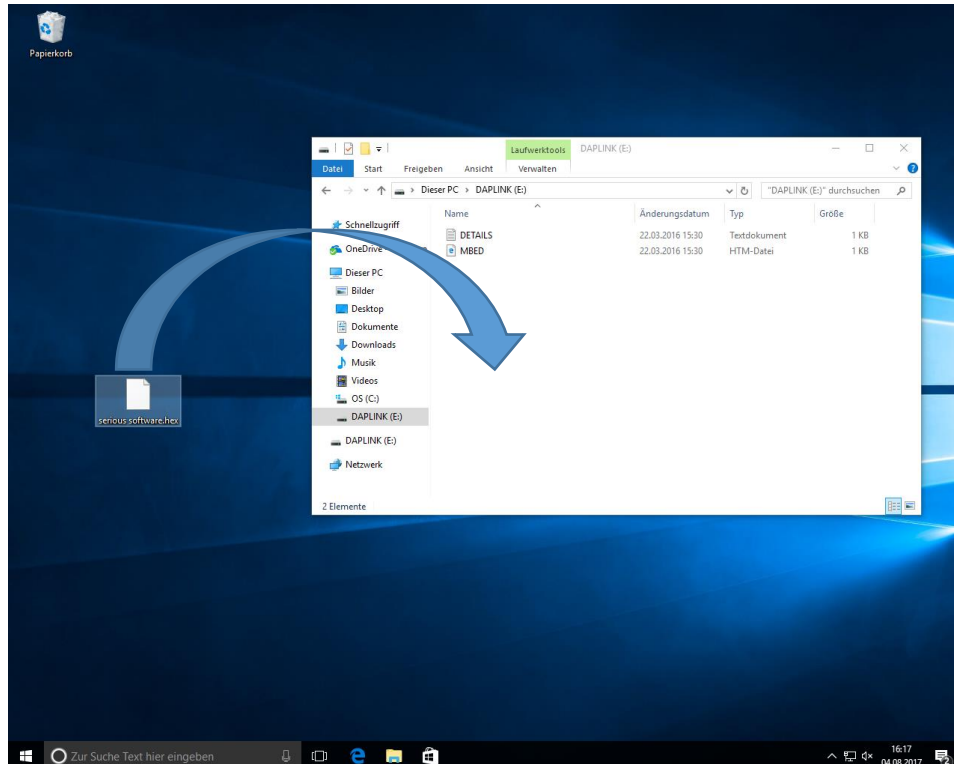 Papierkorb
Laufwerktools DAPLINK (E:)
Datei Start Freigeben Ansicht Verwalten
Dieser PC > DAPLINK (E:) "DAPLINK (E:)" durchsuchen
Name Änderungsdatum Typ Größe
Schnellzugriff
DETAILS 22.03.2016 15:30 Textdokument 1 KB
OneDrive
MBED 22.03.2016 15:30 HTM-Datei 1 KB
Dieser PC
Bilder
Desktop
Dokumente
Downloads
Musik
Videos
OS (C:)
DAPLINK (E:)
DAPLINK (E:)
Netzwerk
2 Elemente
serious software.hex
Zur Suche Text hier eingeben
16:17
04.08.2017